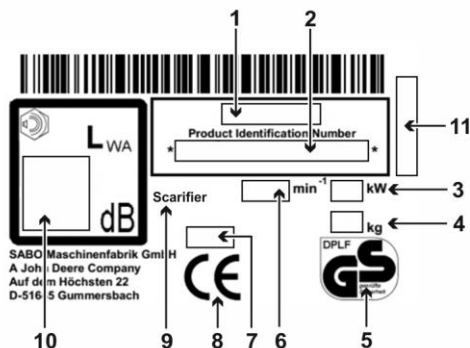 1 2
11
Product Identification Number
* *
LWA
dB
min-1 kW 3
Scarifier
kg 4
SABO Maschinenfabrik GmbH
A John Deere Company
Auf dem Höchsten 22
D-51645 Gummersbach
CE
DPLF
GS
geprüfte
Sicherheit
10 9 8 7 6 5